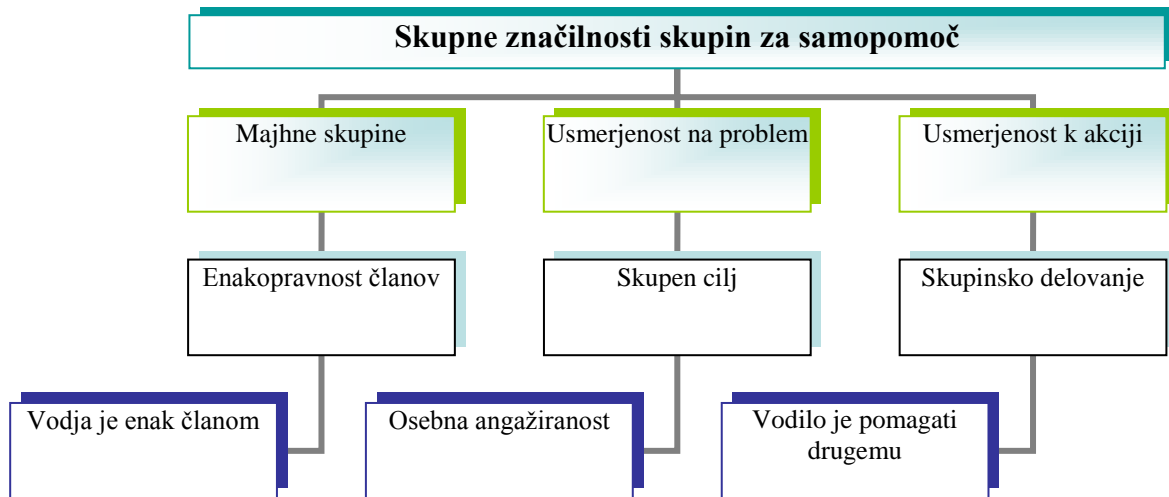 Skupne značilnosti skupin za samopomoč
Majhne skupine
Usmerjenost na problem
Usmerjenost k akciji
Enakopravnost članov
Skupen cilj
Skupinsko delovanje
Vodja je enak članom
Osebna angažiranost
Vodilo je pomagati
drugemu